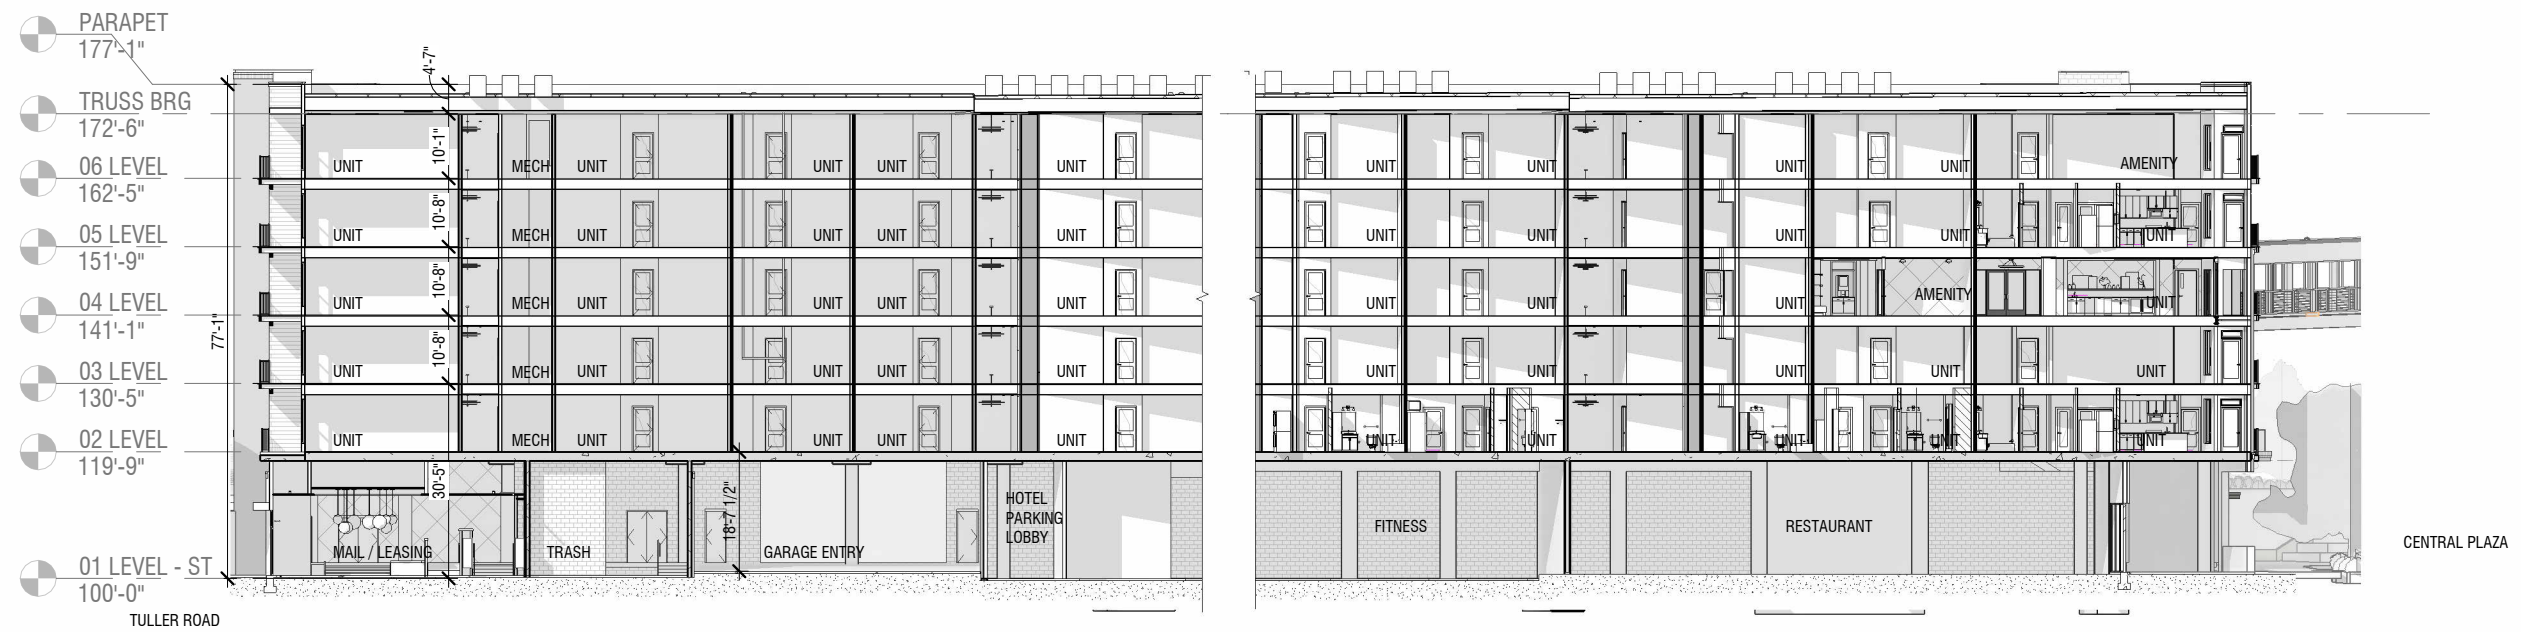 PARAPET
177'-1"
TRUSS BRG
172'-6"
06 LEVEL
162'-5"
05 LEVEL
151'-9"
04 LEVEL
141'-1"
03 LEVEL
130'-5"
02 LEVEL
119'-9"
01 LEVEL - ST
100'-0"
TULLER ROAD
77'-1"
4'-7"
10'-1"
10'-8"
10'-8"
10'-8"
30'-5"
18'-7 1/2"
UNIT MECH UNIT UNIT UNIT UNIT UNIT UNIT UNIT UNIT AMENITY
UNIT MECH UNIT UNIT UNIT UNIT UNIT UNIT UNIT UNIT UNIT
UNIT MECH UNIT UNIT UNIT UNIT UNIT UNIT UNIT AMENITY UNIT
UNIT MECH UNIT UNIT UNIT UNIT UNIT UNIT UNIT UNIT UNIT
UNIT MECH UNIT UNIT UNIT UNIT UNIT UNIT UNIT UNIT UNIT
MAIL / LEASING
TRASH
GARAGE ENTRY
HOTEL
PARKING
LOBBY
FITNESS
RESTAURANT
CENTRAL PLAZA